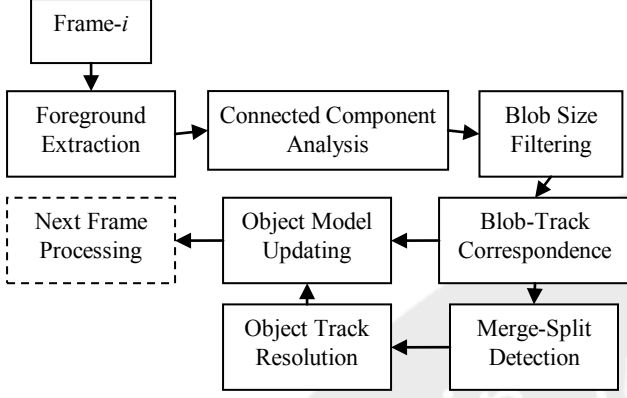 Frame-i
Foreground
Extraction
Connected Component
Analysis
Blob Size
Filtering
Next Frame
Processing
Object Model
Updating
Blob-Track
Correspondence
Object Track
Resolution
Merge-Split
Detection